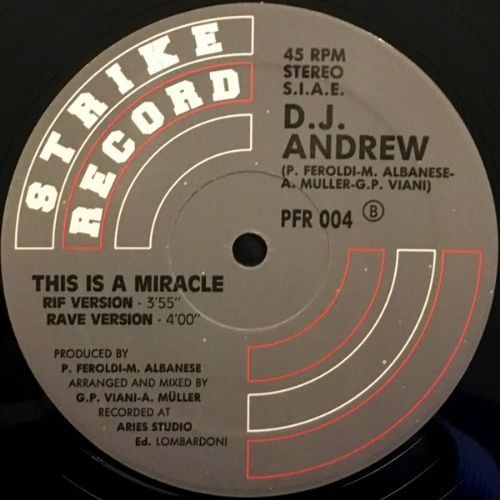 STRIKE
RECORD
45 RPM
STEREO
S.I.A.E.
D.J.
ANDREW
(P. FEROLDI-M. ALBANESE-
A. MULLER-G.P. VIANI)
PFR 004 B
THIS IS A MIRACLE
RIF VERSION - 3'55"
RAVE VERSION - 4'00"
PRODUCED BY
P. FEROLDI-M. ALBANESE
ARRANGED AND MIXED BY
G.P. VIANI-A. MÜLLER
RECORDED AT
ARIES STUDIO
Ed. LOMBARDONI